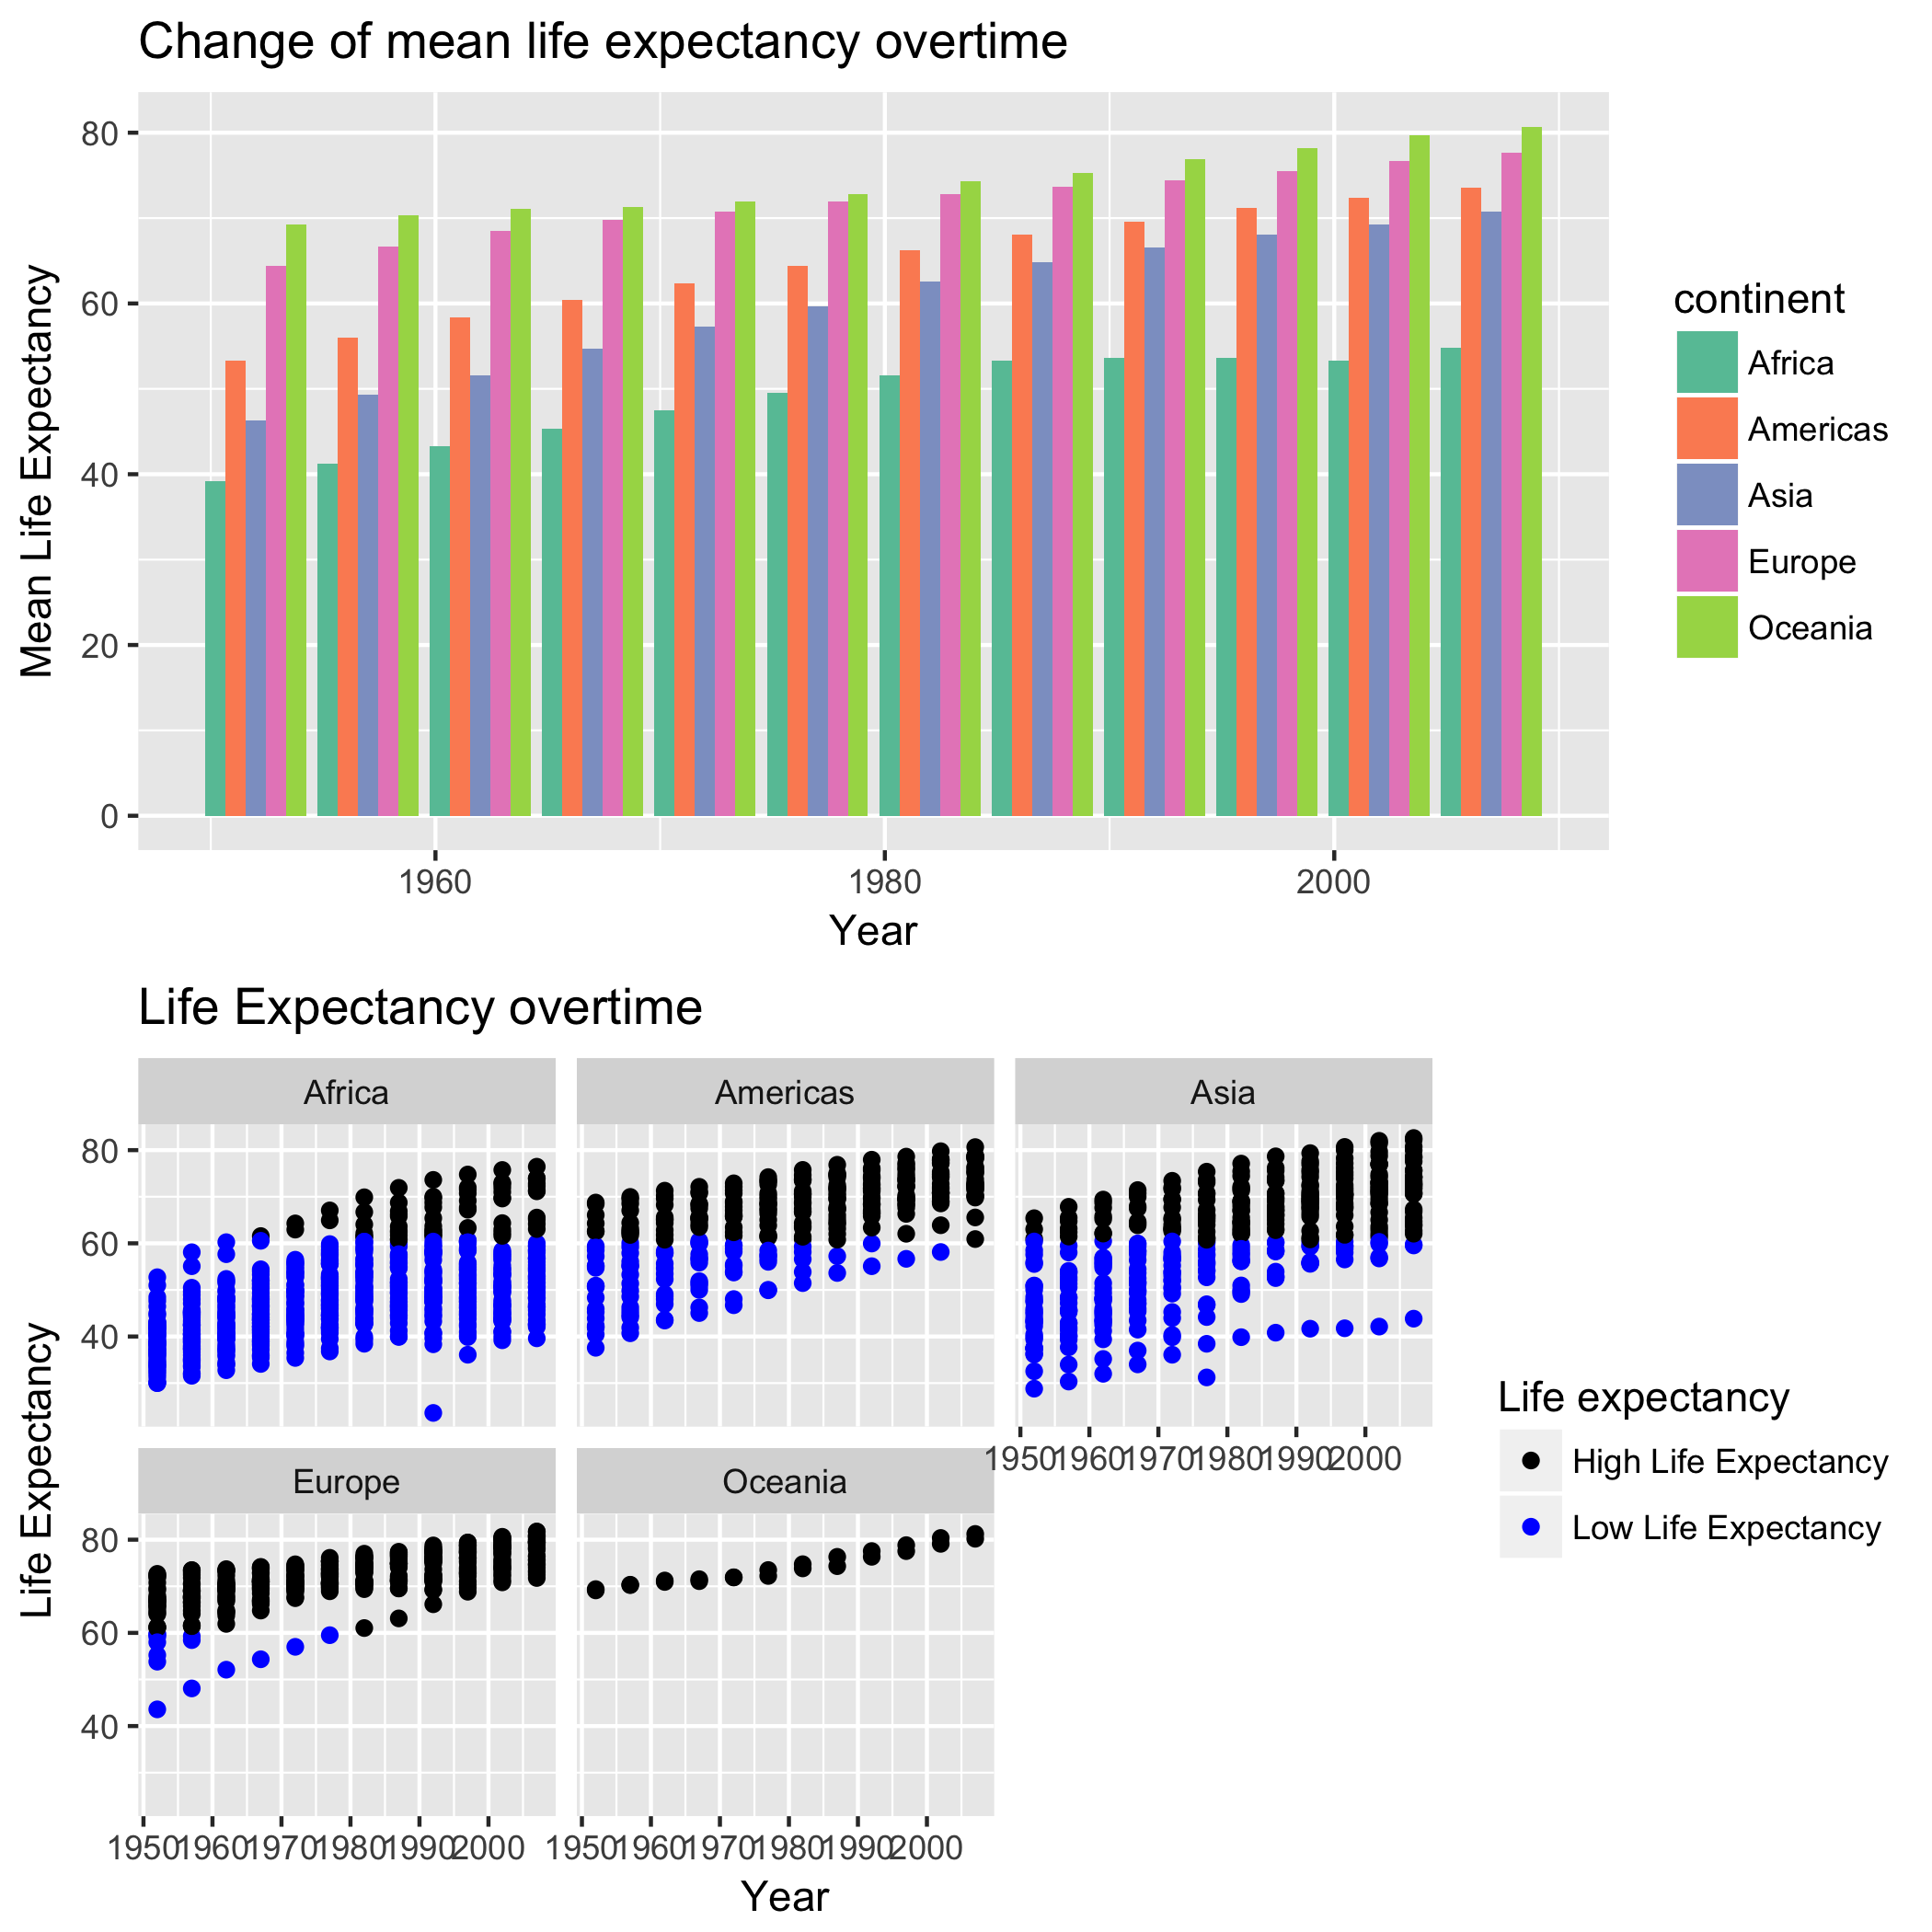 Change of mean life expectancy overtime
Mean Life Expectancy
80
60
40
20
0
1960 1980 2000
Year
continent
Africa
Americas
Asia
Europe
Oceania
Life Expectancy overtime
Life Expectancy
Africa Americas Asia
80
60
40
1950 1960 1970 1980 1990 2000
Europe Oceania
80
60
40
1950 1960 1970 1980 1990 2000 1950 1960 1970 1980 1990 2000
Year
Life expectancy
High Life Expectancy
Low Life Expectancy